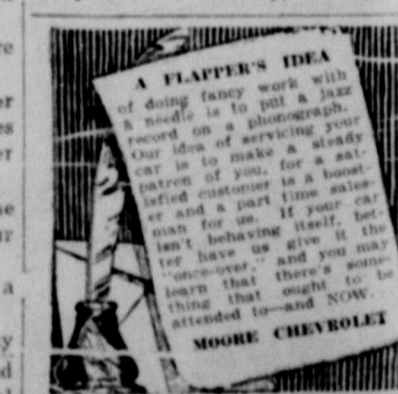 A FLAPPER'S IDEA
of doing fancy work with
a needle is to put a jazz
record on a phonograph.
Our idea of servicing your
car is to make a steady
patron of you, for a sat-
isfied customer is a boost-
er and a part time sales-
man for us. If your car
isn't behaving itself, bet-
ter have us give it the
"once-over," and you may
learn that there's some-
thing that ought to be
attended to—and NOW.
MOORE CHEVROLET